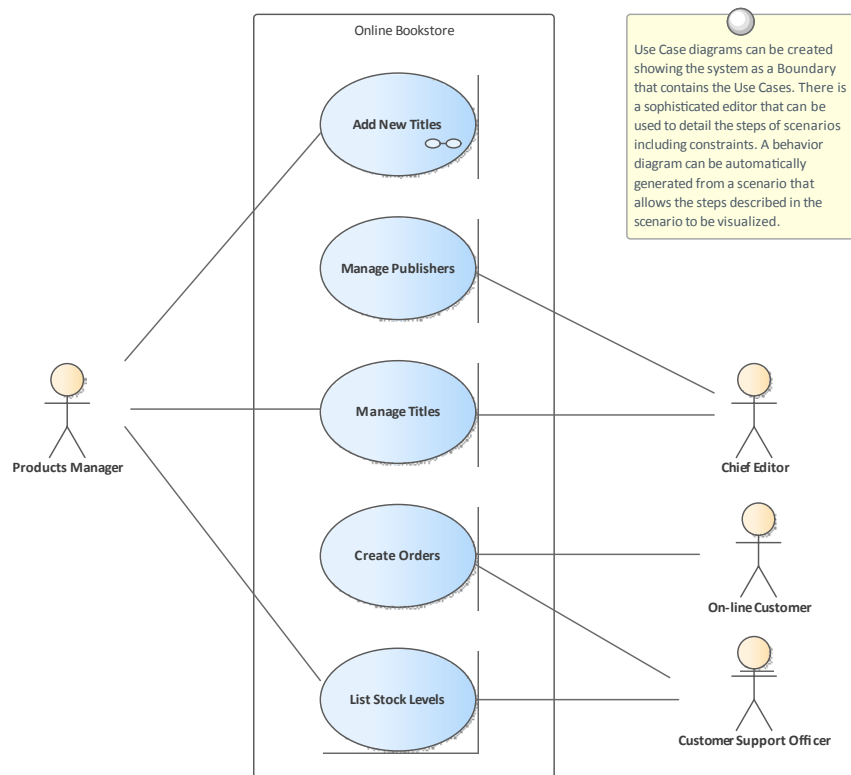 Online Bookstore
Use Case diagrams can be created
showing the system as a Boundary
that contains the Use Cases. There is
a sophisticated editor that can be
used to detail the steps of scenarios
including constraints. A behavior
diagram can be automatically
generated from a scenario that
allows the steps described in the
scenario to be visualized.
Add New Titles
Manage Publishers
Manage Titles
Products Manager
Chief Editor
Create Orders
On-line Customer
List Stock Levels
Customer Support Officer